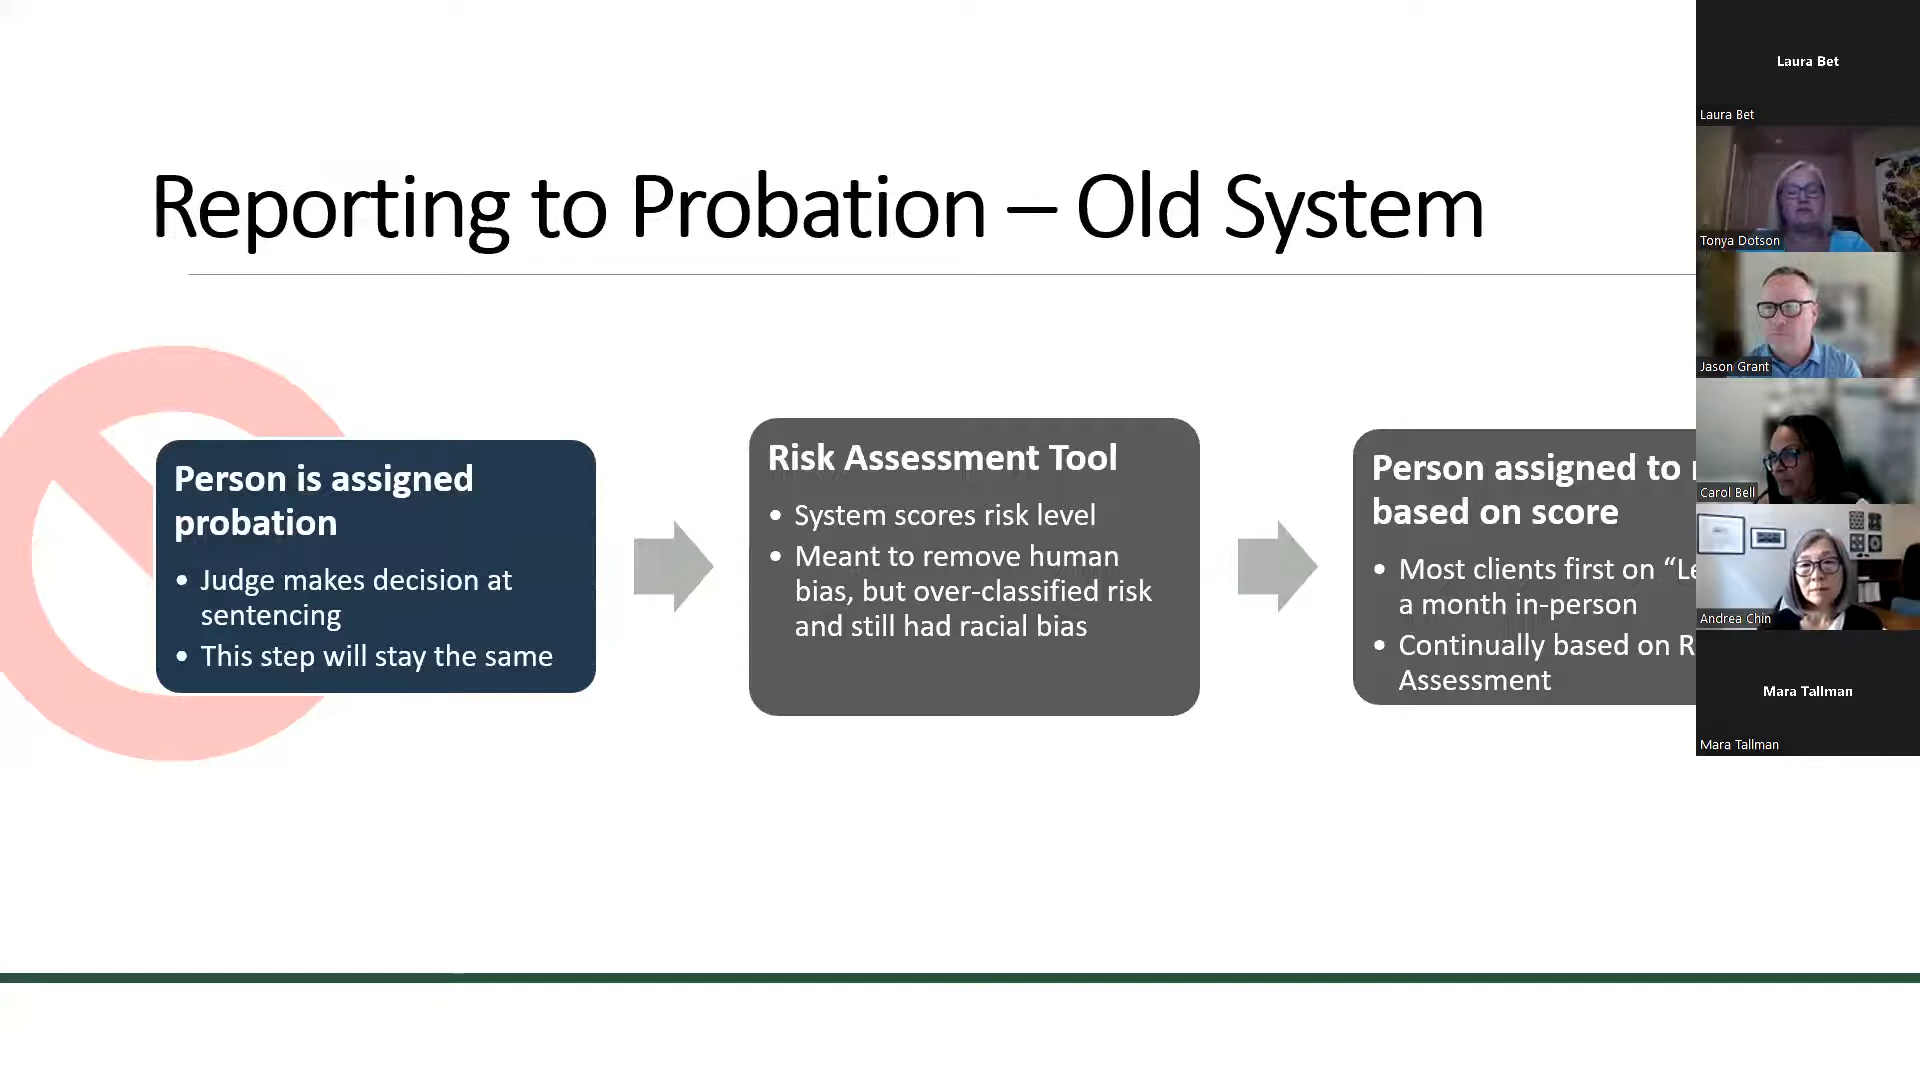 Reporting to Probation – Old System
Person is assigned
probation
• Judge makes decision at
sentencing
• This step will stay the same
Risk Assessment Tool
• System scores risk level
• Meant to remove human
bias, but over-classified risk
and still had racial bias
Person assigned to
based on score
• Most clients first on “Le
a month in-person
• Continually based on R
Assessment
Laura Bet
Laura Bet
Tonya Dotson
Jason Grant
Carol Bell
Andrea Chin
Mara Tallman
Mara Tallman